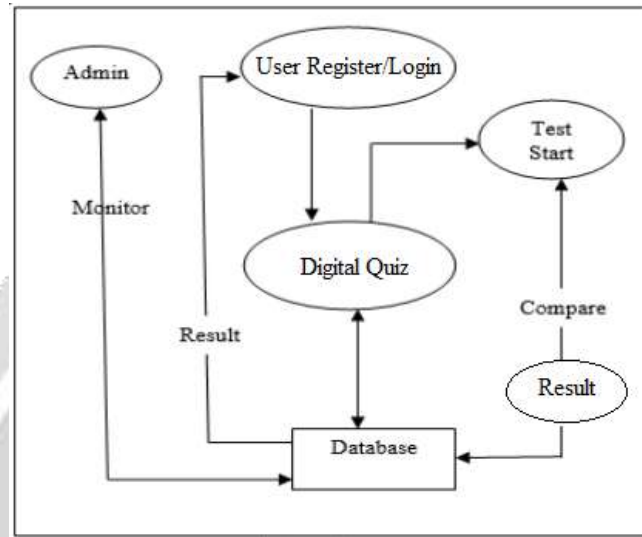 User Register/Login
Admin
Test
Start
Monitor
Digital Quiz
Result
Compare
Result
Database